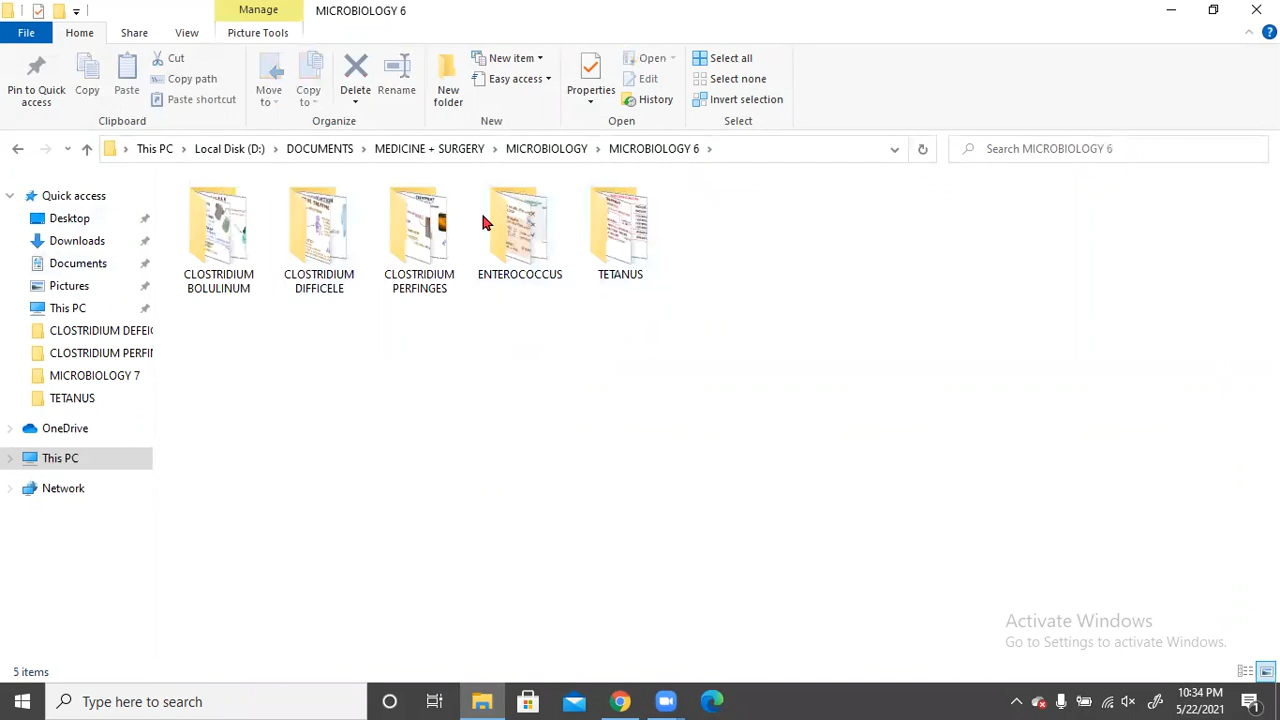 Manage
MICROBIOLOGY 6
File
Home
Share
View
Picture Tools
Pin to Quick access
Copy
Paste
Cut
Copy path
Paste shortcut
Clipboard
Move to
Copy to
Delete
Rename
Organize
New folder
New item
Easy access
New
Properties
Open
Edit
History
Open
Select all
Select none
Invert selection
Select
This PC > Local Disk (D:) > DOCUMENTS > MEDICINE + SURGERY > MICROBIOLOGY > MICROBIOLOGY 6 >
Search MICROBIOLOGY 6
Quick access
Desktop
Downloads
Documents
Pictures
This PC
CLOSTRIDIUM DEFEIC
CLOSTRIDIUM PERFIN
MICROBIOLOGY 7
TETANUS
OneDrive
This PC
Network
CLOSTRIDIUM
BOLULINUM
CLOSTRIDIUM
DIFFICELE
CLOSTRIDIUM
PERFINGES
ENTEROCOCCUS
TETANUS
Activate Windows
Go to Settings to activate Windows.
5 items
Type here to search
10:34 PM
5/22/2021
1